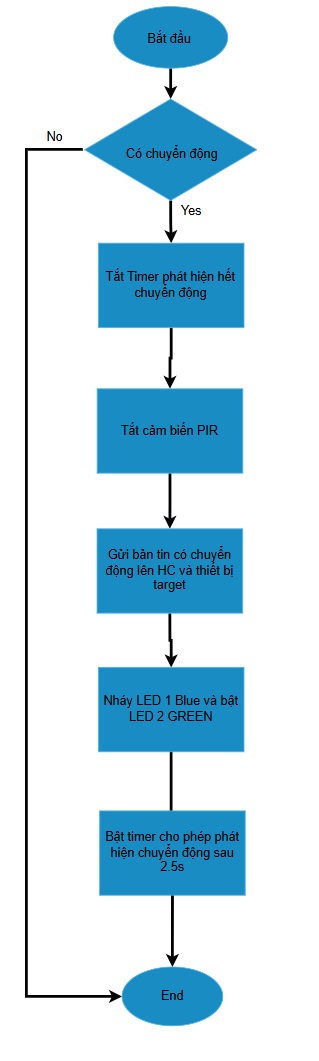 Bắt đầu
No
Có chuyển động
Yes
Tắt Timer phát hiện hết
chuyển động
Tắt cảm biến PIR
Gửi bản tin có chuyển
động lên HC và thiết bị
target
Nháy LED 1 Blue và bật
LED 2 GREEN
Bật timer cho phép phát
hiện chuyển động sau
2.5s
End